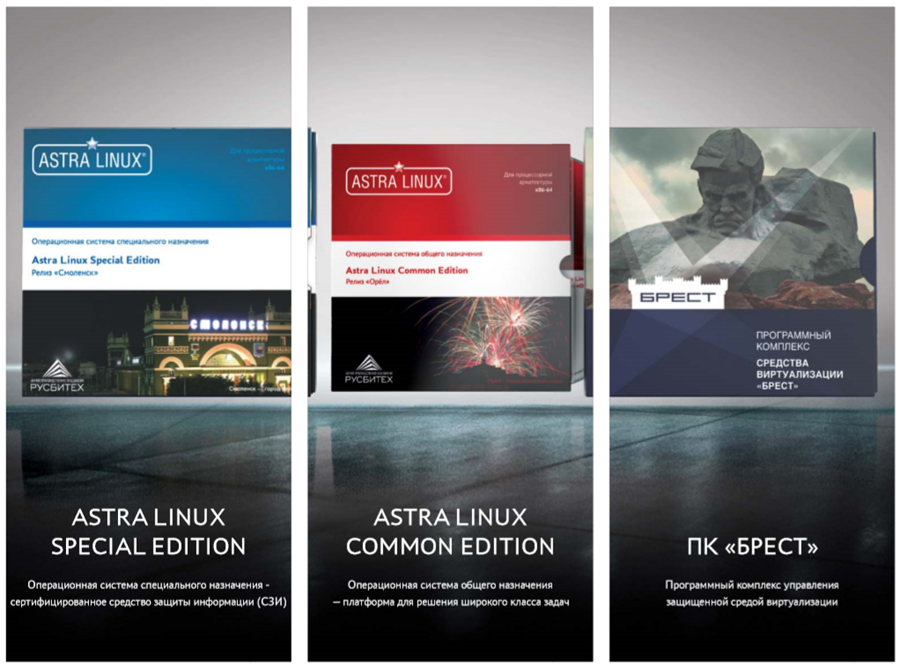 ASTRA LINUX®
Для процессорной
архитектуры
x86-64
Операционная система специального назначения
Astra Linux Special Edition
Релиз «Смоленск»
СМОЛЕНСК
РУСБИТЕХ
ASTRA LINUX
SPECIAL EDITION
Операционная система специального назначения -
сертифицированное средство защиты информации (СЗИ)
ASTRA LINUX®
Для процессорной
архитектуры
x86-64
Операционная система общего назначения
Astra Linux Common Edition
Релиз «Орёл»
РУСБИТЕХ
ASTRA LINUX
COMMON EDITION
Операционная система общего назначения
– платформа для решения широкого класса задач
БРЕСТ
ПРОГРАММНЫЙ
КОМПЛЕКС
СРЕДСТВА
ВИРТУАЛИЗАЦИИ
«БРЕСТ»
ПК «БРЕСТ»
Программный комплекс управления
защищенной средой виртуализации